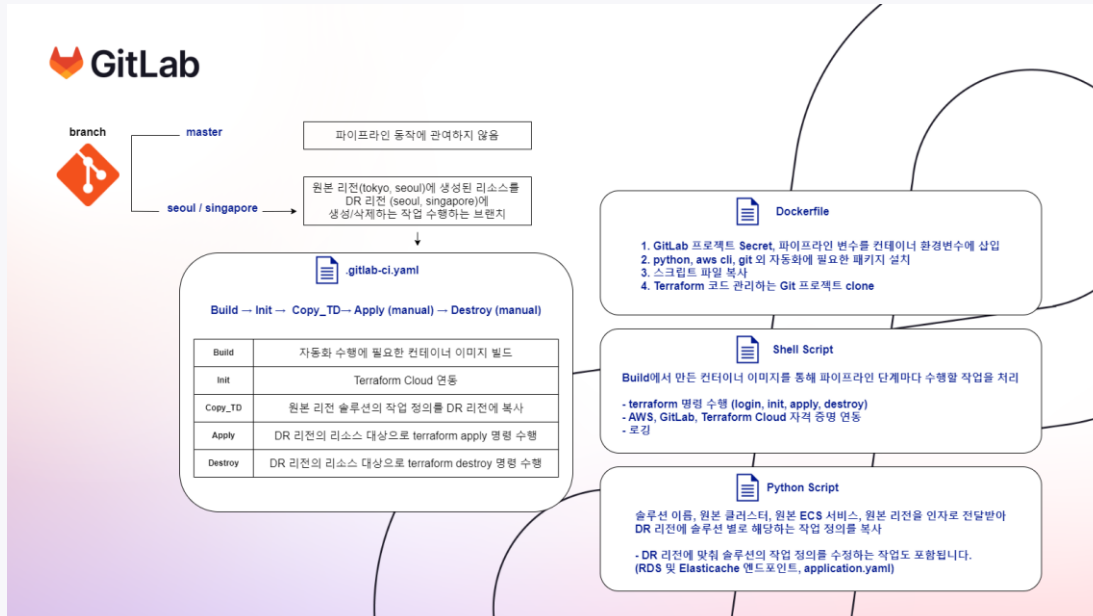 GitLab
branch
master
파이프라인 동작에 관여하지 않음
seoul / singapore
원본 리전(tokyo, seoul)에 생성된 리소스를
DR 리전 (seoul, singapore)에
생성/삭제하는 작업 수행하는 브랜치
.gitlab-ci.yaml
Build → Init → Copy_TD→ Apply (manual) → Destroy (manual)
Build 자동화 수행에 필요한 컨테이너 이미지 빌드
Init Terraform Cloud 연동
Copy_TD 원본 리전 솔루션의 작업 정의를 DR 리전에 복사
Apply DR 리전의 리소스 대상으로 terraform apply 명령 수행
Destroy DR 리전의 리소스 대상으로 terraform destroy 명령 수행
Dockerfile
1. GitLab 프로젝트 Secret, 파이프라인 변수를 컨테이너 환경변수에 삽입
2. python, aws cli, git 외 자동화에 필요한 패키지 설치
3. 스크립트 파일 복사
4. Terraform 코드 관리하는 Git 프로젝트 clone
Shell Script
Build에서 만든 컨터이너 이미지를 통해 파이프라인 단계마다 수행할 작업을 처리
- terraform 명령 수행 (login, init, apply, destroy)
- AWS, GitLab, Terraform Cloud 자격 증명 연동
- 로깅
Python Script
솔루션 이름, 원본 클러스터, 원본 ECS 서비스, 원본 리전을 인자로 전달받아
DR 리전에 솔루션 별로 해당하는 작업 정의를 복사
- DR 리전에 맞춰 솔루션의 작업 정의를 수정하는 작업도 포함됩니다.
(RDS 및 Elasticache 엔드포인트, application.yaml)